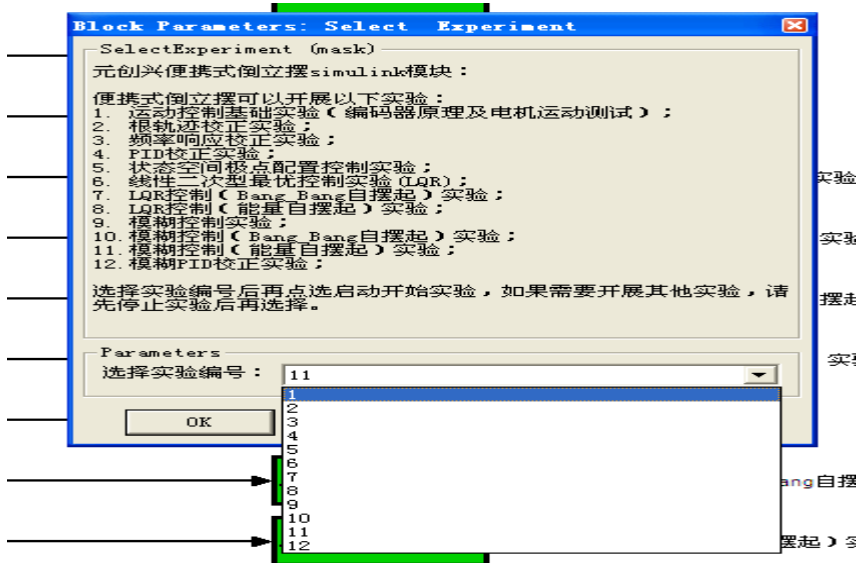 Block Parameters: Select Experiment
SelectExperiment (mask)
元创兴便携式倒立摆simulink模块：
便携式倒立摆可以开展以下实验：
1. 运动控制基础实验（编码器原理及电机运动测试）；
2. 根轨迹校正实验；
3. 频率响应校正实验；
4. PID校正实验；
5. 状态空间极点配置控制实验；
6. 线性二次型最优控制实验(LQR)；
7. LQR控制（Bang_Bang自摆起）实验；
8. LQR控制（能量自摆起）实验；
9. 模糊控制实验；
10.模糊控制（Bang_Bang自摆起）实验；
11.模糊控制（能量自摆起）实验；
12.模糊PID校正实验；
选择实验编号后再点选启动开始实验，如果需要开展其他实验，请
先停止实验后再选择。
实验
实验
摆起
实验
Parameters
选择实验编号：
11
OK
1
2
3
4
5
6
7
8
9
10
11
12
ang自摆
摆起）实